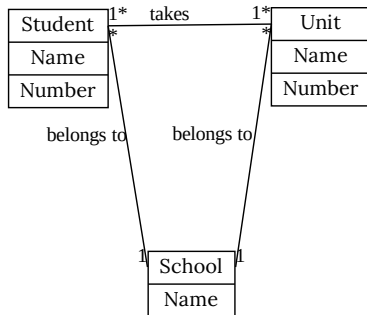 Student
Name
Number
1*
takes
1*
*
*
Unit
Name
Number
belongs to
belongs to
1
1
School
Name